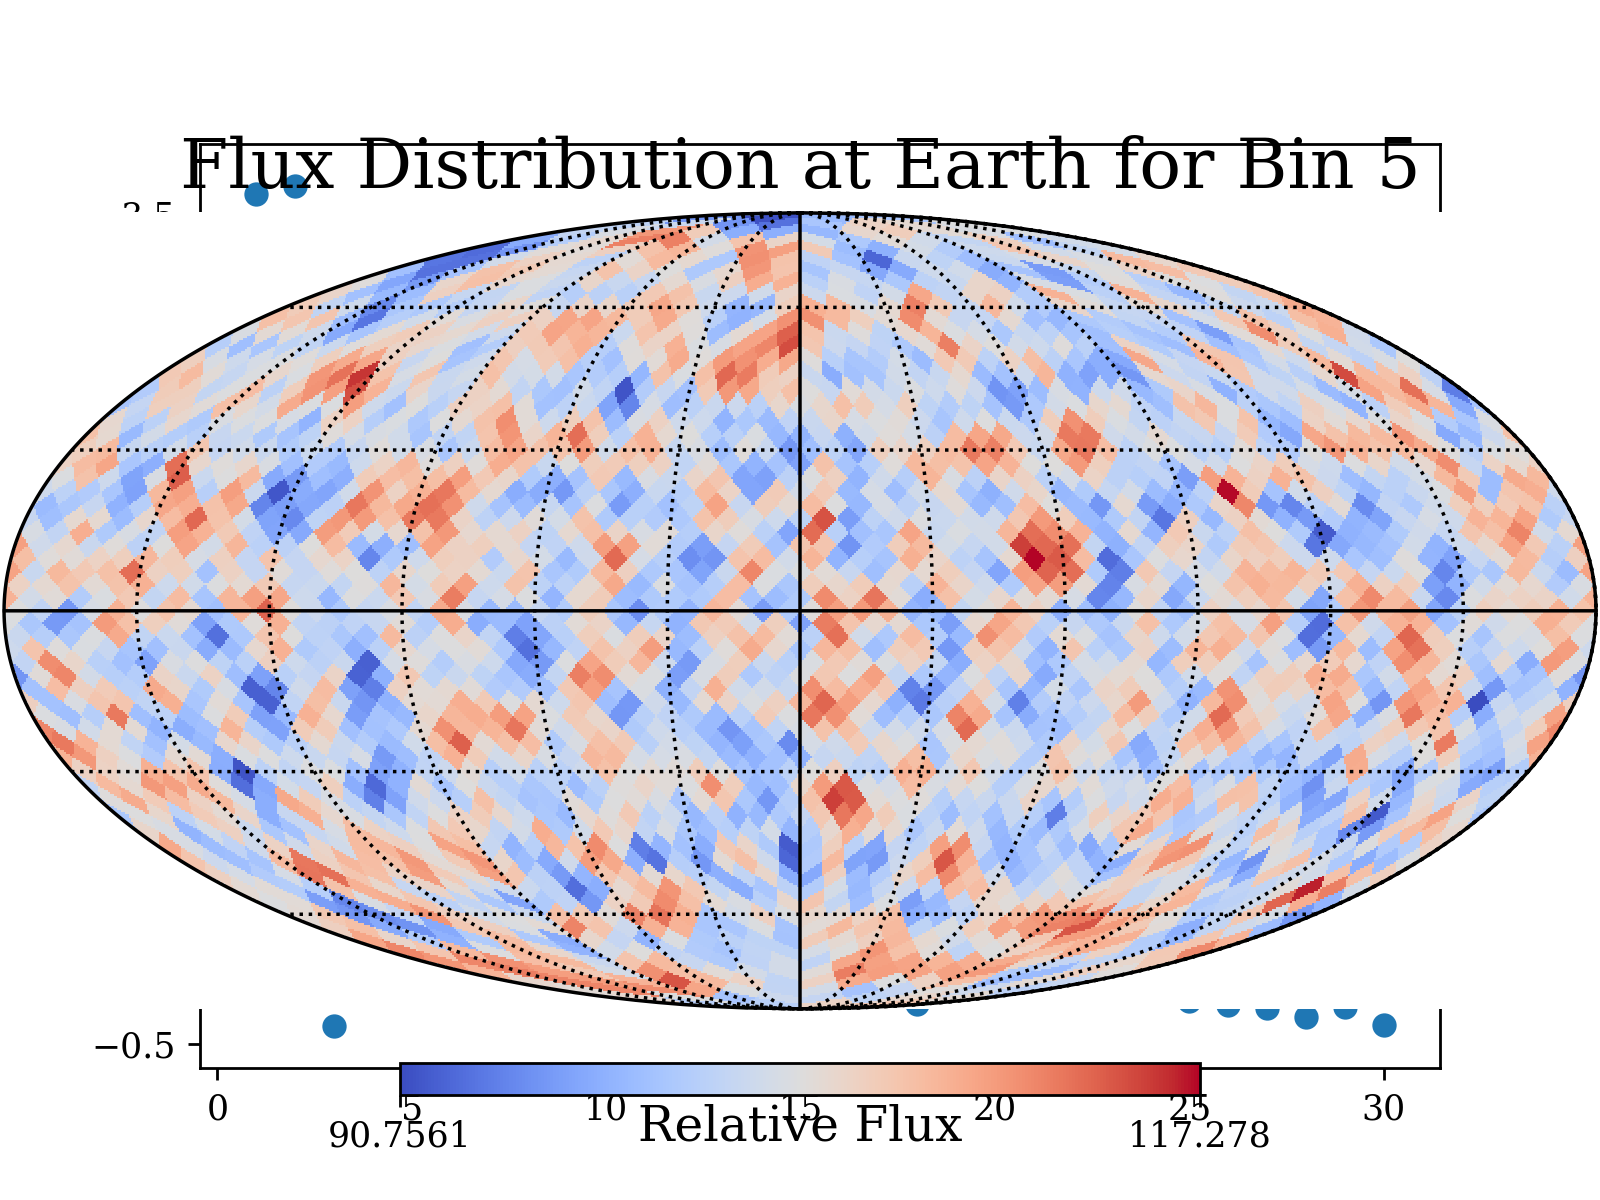 Flux Distribution at Earth for Bin 5
−0.5
0 5 10 15 20 25 30
Relative Flux
90.7561 117.278